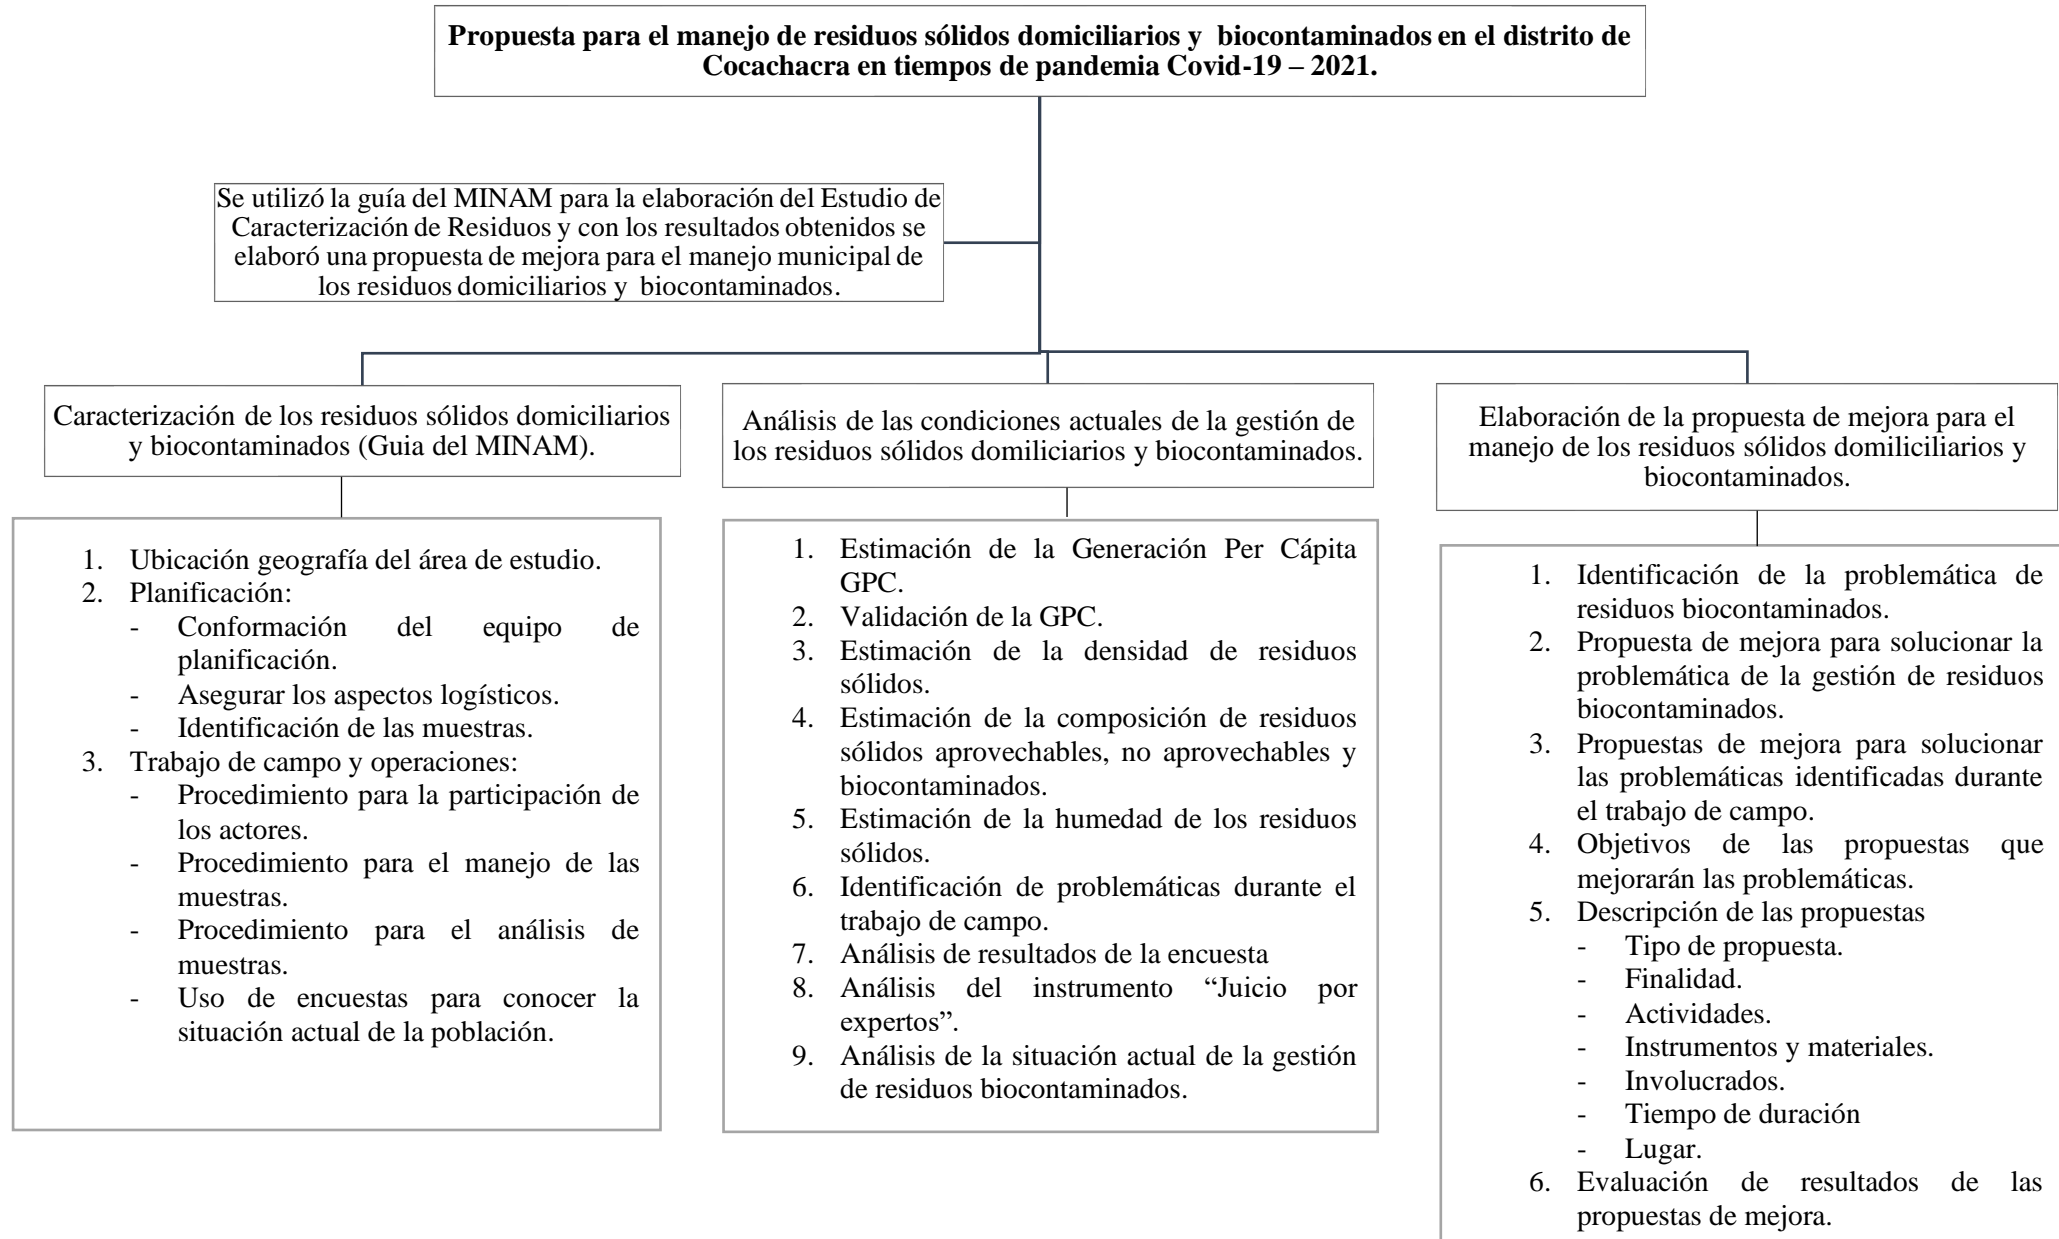 Propuesta para el manejo de residuos sólidos domiciliarios y biocontaminados en el distrito de
Cocachacra en tiempos de pandemia Covid-19 – 2021.
Se utilizó la guía del MINAM para la elaboración del Estudio de
Caracterización de Residuos y con los resultados obtenidos se
elaboró una propuesta de mejora para el manejo municipal de
los residuos domiciliarios y biocontaminados.
Caracterización de los residuos sólidos domiciliarios
y biocontaminados (Guia del MINAM).
1. Ubicación geografía del área de estudio.
2. Planificación:
- Conformación del equipo de
planificación.
- Asegurar los aspectos logísticos.
- Identificación de las muestras.
3. Trabajo de campo y operaciones:
- Procedimiento para la participación de
los actores.
- Procedimiento para el manejo de las
muestras.
- Procedimiento para el análisis de
muestras.
- Uso de encuestas para conocer la
situación actual de la población.
Análisis de las condiciones actuales de la gestión de
los residuos sólidos domiliciarios y biocontaminados.
1. Estimación de la Generación Per Cápita
GPC.
2. Validación de la GPC.
3. Estimación de la densidad de residuos
sólidos.
4. Estimación de la composición de residuos
sólidos aprovechables, no aprovechables y
biocontaminados.
5. Estimación de la humedad de los residuos
sólidos.
6. Identificación de problemáticas durante el
trabajo de campo.
7. Análisis de resultados de la encuesta
8. Análisis del instrumento “Juicio por
expertos”.
9. Análisis de la situación actual de la gestión
de residuos biocontaminados.
Elaboración de la propuesta de mejora para el
manejo de los residuos sólidos domiliciliarios y
biocontaminados.
1. Identificación de la problemática de
residuos biocontaminados.
2. Propuesta de mejora para solucionar la
problemática de la gestión de residuos
biocontaminados.
3. Propuestas de mejora para solucionar
las problemáticas identificadas durante
el trabajo de campo.
4. Objetivos de las propuestas que
mejorarán las problemáticas.
5. Descripción de las propuestas
- Tipo de propuesta.
- Finalidad.
- Actividades.
- Instrumentos y materiales.
- Involucrados.
- Tiempo de duración
- Lugar.
6. Evaluación de resultados de las
propuestas de mejora.